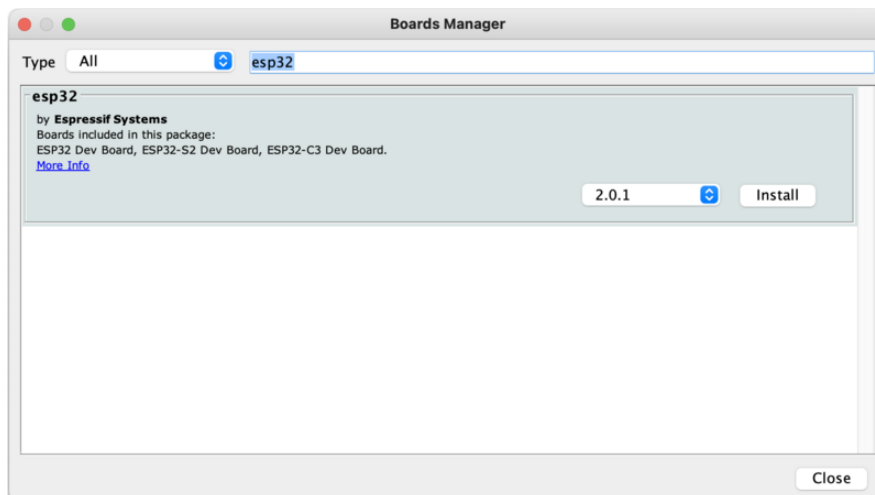 Boards Manager
Type All esp32
esp32
by Espressif Systems
Boards included in this package:
ESP32 Dev Board, ESP32-S2 Dev Board, ESP32-C3 Dev Board.
More Info
2.0.1 Install
Close